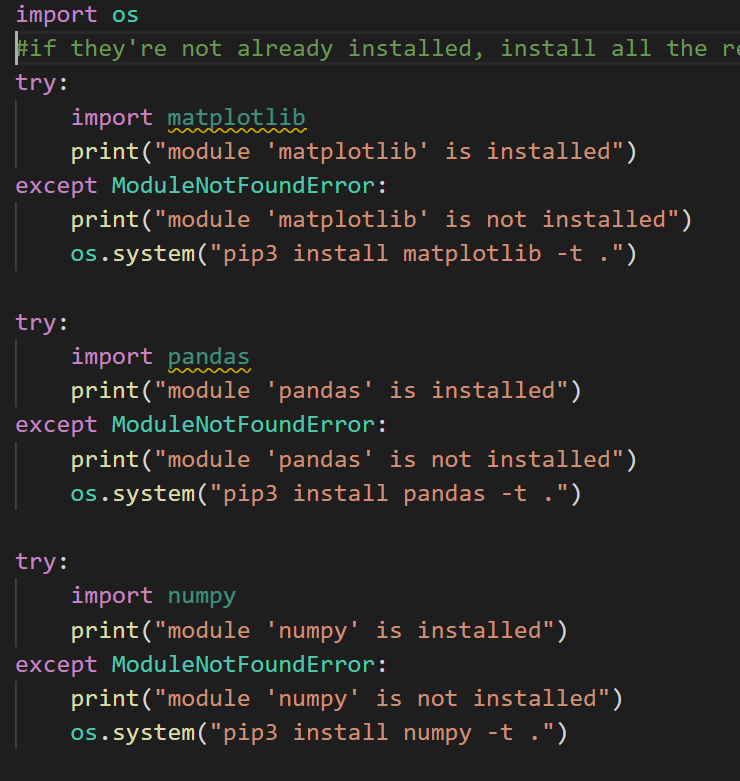 import os
#if they're not already installed, install all the
try:
    import matplotlib
    print("module 'matplotlib' is installed")
except ModuleNotFoundError:
    print("module 'matplotlib' is not installed")
    os.system("pip3 install matplotlib -t .")

try:
    import pandas
    print("module 'pandas' is installed")
except ModuleNotFoundError:
    print("module 'pandas' is not installed")
    os.system("pip3 install pandas -t .")

try:
    import numpy
    print("module 'numpy' is installed")
except ModuleNotFoundError:
    print("module 'numpy' is not installed")
    os.system("pip3 install numpy -t .")